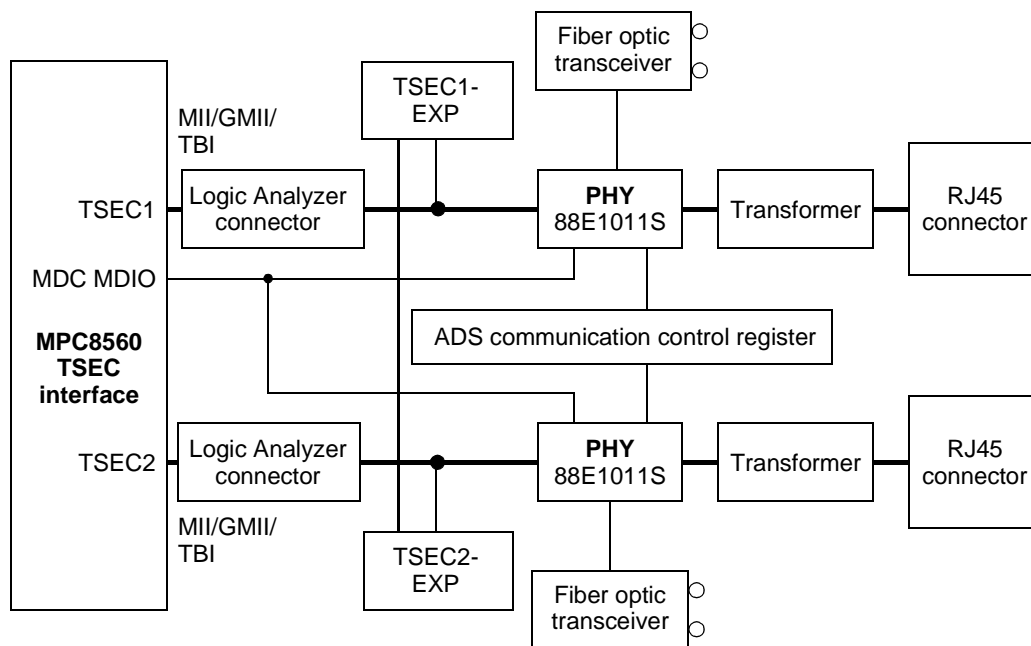 Fiber optic
transceiver
TSEC1-
EXP
MII/GMII/
TBI
TSEC1
Logic Analyzer
connector
PHY
88E1011S
Transformer
RJ45
connector
MDC MDIO
MPC8560
TSEC
interface
ADS communication control register
TSEC2
Logic Analyzer
connector
PHY
88E1011S
Transformer
RJ45
connector
MII/GMII/
TBI
TSEC2-
EXP
Fiber optic
transceiver